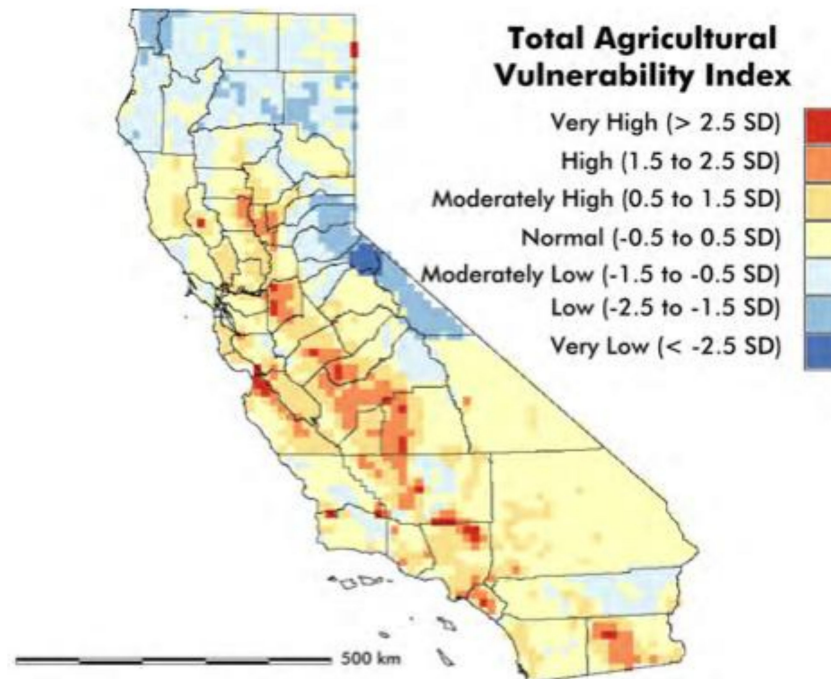 Total Agricultural
Vulnerability Index
Very High (> 2.5 SD)
High (1.5 to 2.5 SD)
Moderately High (0.5 to 1.5 SD)
Normal (-0.5 to 0.5 SD)
Moderately Low (-1.5 to -0.5 SD)
Low (-2.5 to -1.5 SD)
Very Low (< -2.5 SD)
500 km